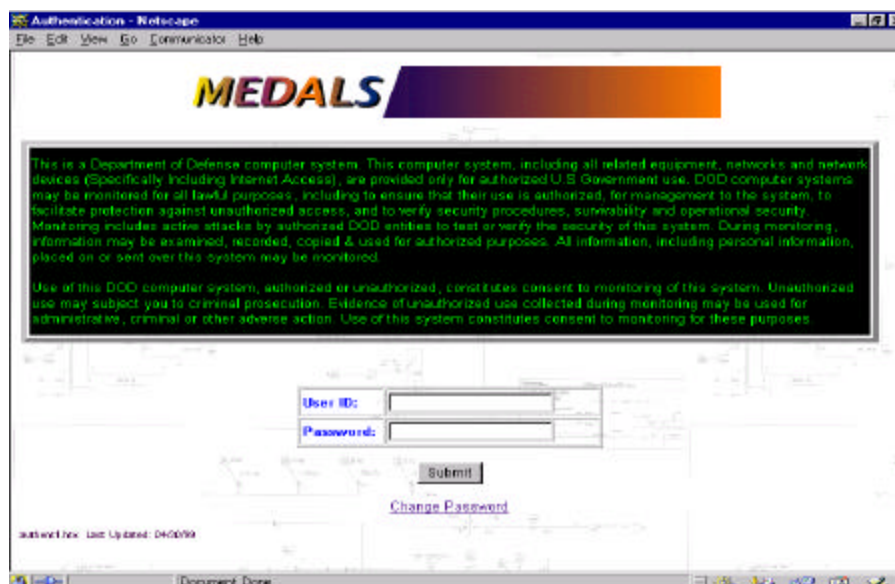 Authentication - Netscape
File Edit View Go Communicator Help
MEDALS
This is a Department of Defense computer system. This computer system, including all related equipment, networks and network
devices (Specifically Including Internet Access), are provided only for authorized U.S Government use. DOD computer systems
may be monitored for all lawful purposes, including to ensure that their use is authorized, for management to the system, to
facilitate protection against unauthorized access, and to verify security procedures, survivability and operational security.
Monitoring includes active attacks by authorized DOD entities to test or verify the security of this system. During monitoring,
information may be examined, recorded, copied & used for authorized purposes. All information, including personal information,
placed on or sent over this system may be monitored.
Use of this DOD computer system, authorized or unauthorized, constitutes consent to monitoring of this system. Unauthorized
use may subject you to criminal prosecution. Evidence of unauthorized use collected during monitoring may be used for
administrative, criminal or other adverse action. Use of this system constitutes consent to monitoring for these purposes.
User ID:
Password:
Submit
Change Password
Last Updated:
Document: Done